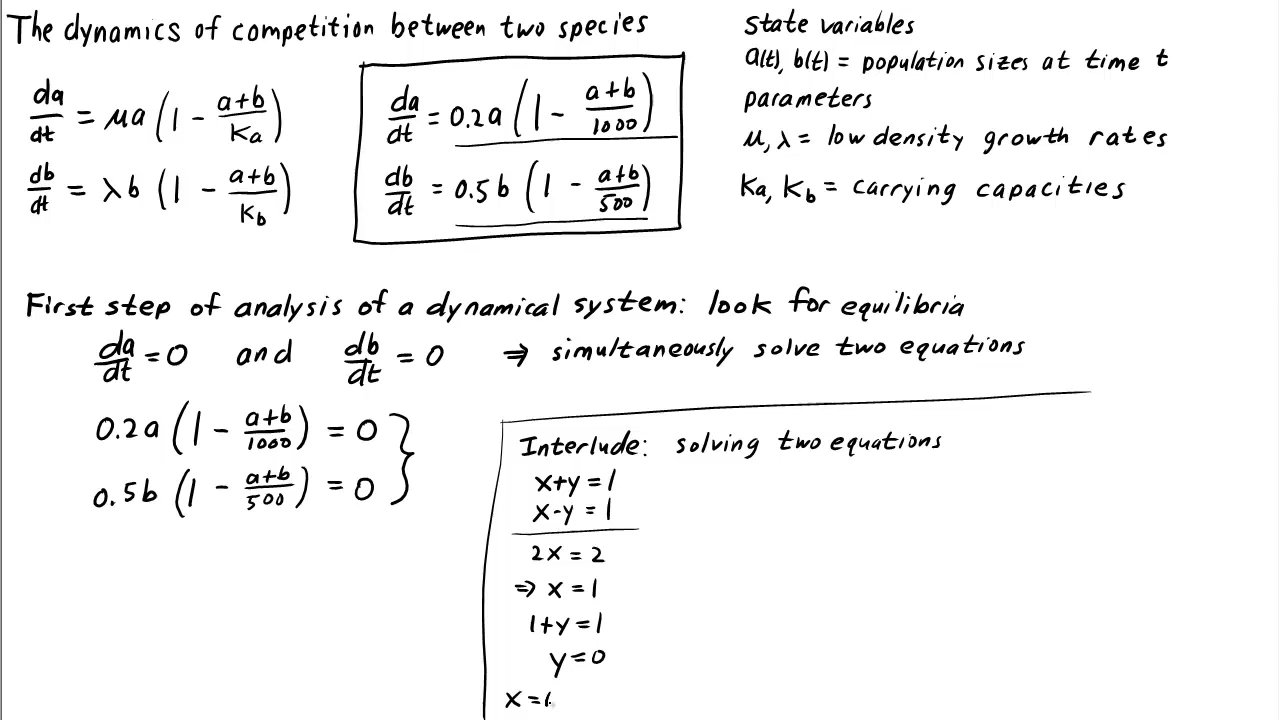 The dynamics of competition between two species
da/dt = μa (1 - (a+b)/Ka)
db/dt = λb (1 - (a+b)/Kb)
da/dt = 0.2a (1 - (a+b)/1000)
db/dt = 0.5b (1 - (a+b)/500)
State variables
a(t), b(t) = population sizes at time t
parameters
μ, λ = low density growth rates
Ka, Kb = carrying capacities
First step of analysis of a dynamical system: look for equilibria
da/dt = 0 and db/dt = 0 ⇒ simultaneously solve two equations
0.2a (1 - (a+b)/1000) = 0
0.5b (1 - (a+b)/500) = 0
Interlude: solving two equations
x+y = 1
x-y = 1
2x = 2
⇒ x = 1
1+y = 1
y = 0
x = 1